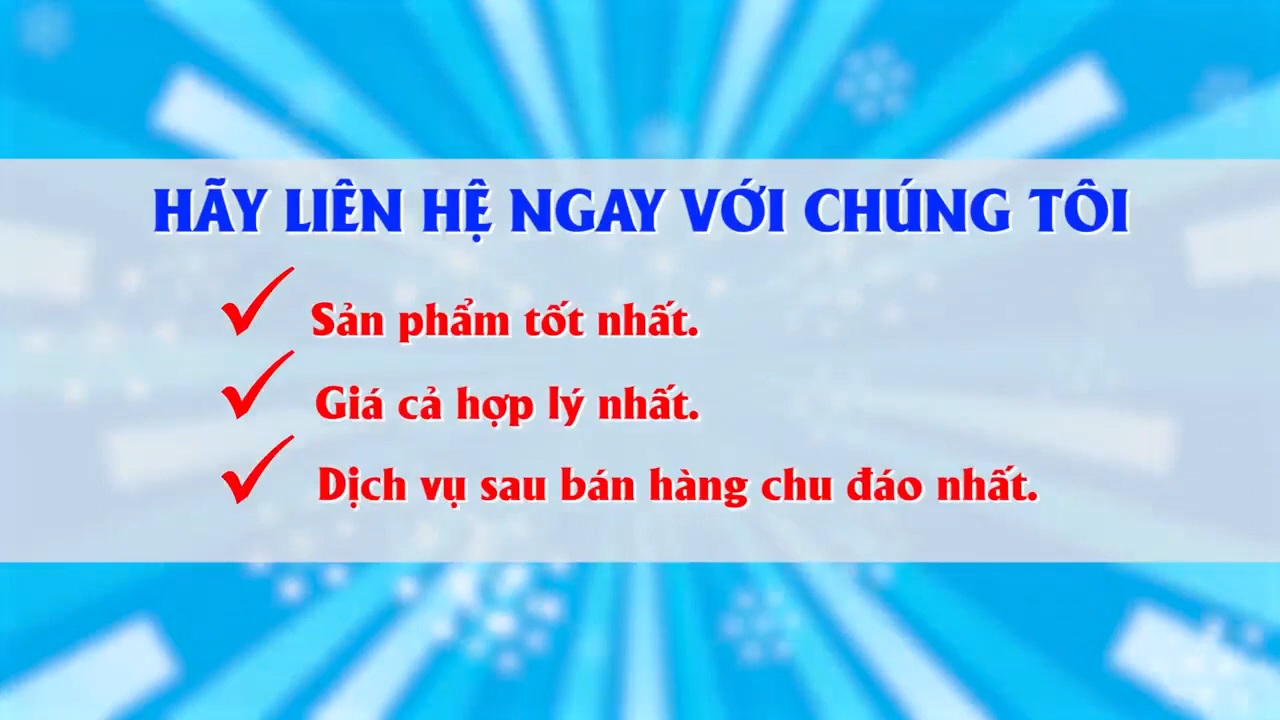 HÃY LIÊN HỆ NGAY VỚI CHÚNG TÔI
Sản phẩm tốt nhất.
Giá cả hợp lý nhất.
Dịch vụ sau bán hàng chu đáo nhất.